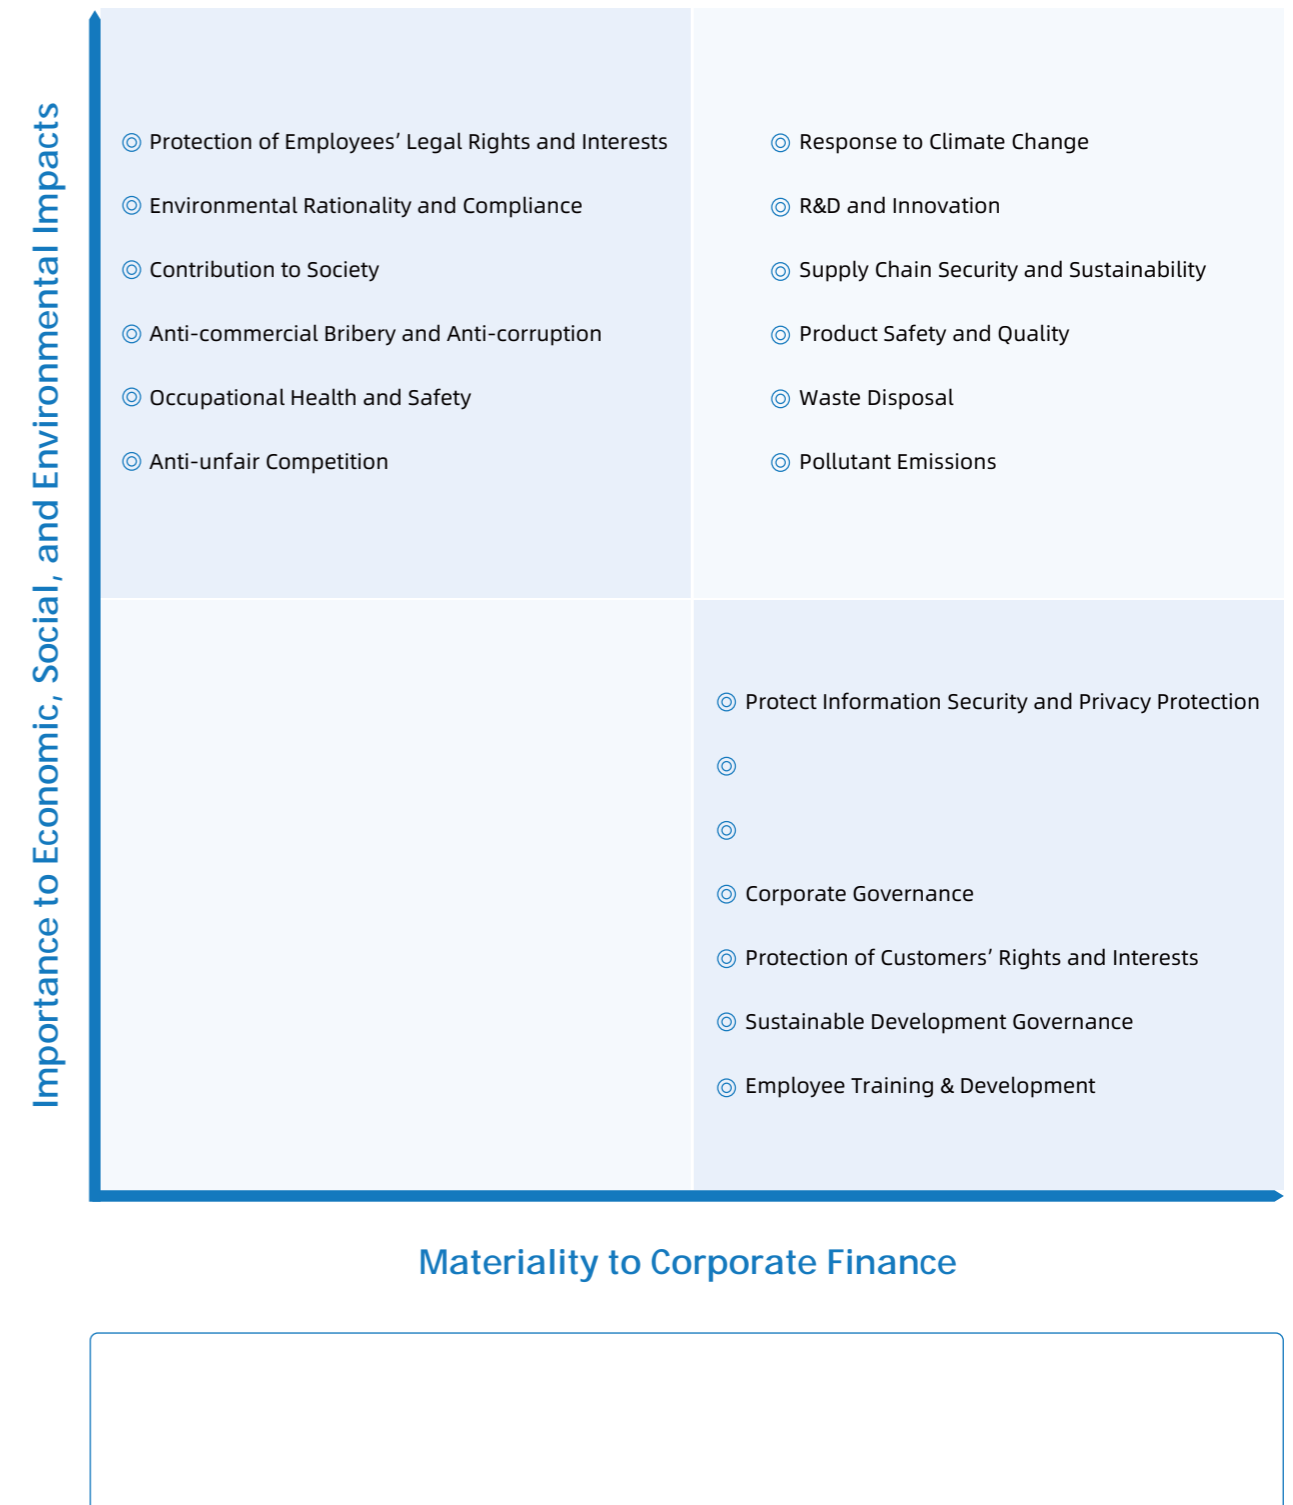 Importance to Economic, Social, and Environmental Impacts
Protection of Employees’ Legal Rights and Interests
Environmental Rationality and Compliance
Contribution to Society
Anti-commercial Bribery and Anti-corruption
Occupational Health and Safety
Anti-unfair Competition
Response to Climate Change
R&D and Innovation
Supply Chain Security and Sustainability
Product Safety and Quality
Waste Disposal
Pollutant Emissions
Protect Information Security and Privacy Protection
Corporate Governance
Protection of Customers’ Rights and Interests
Sustainable Development Governance
Employee Training & Development
Materiality to Corporate Finance